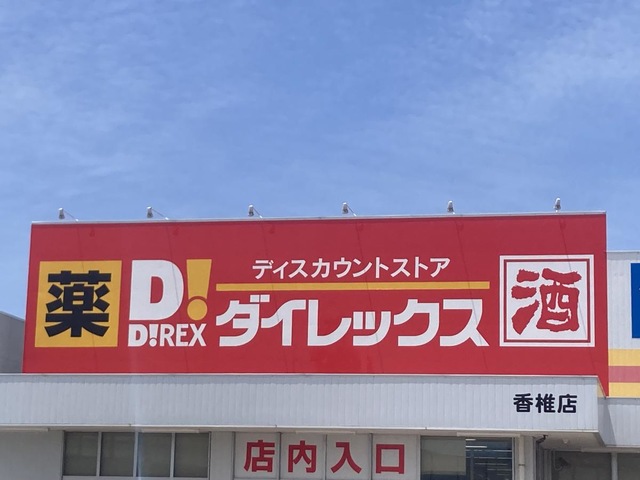 薬
D!
D!REX
ディスカウントストア
ダイレックス
酒
香椎店
店内入口